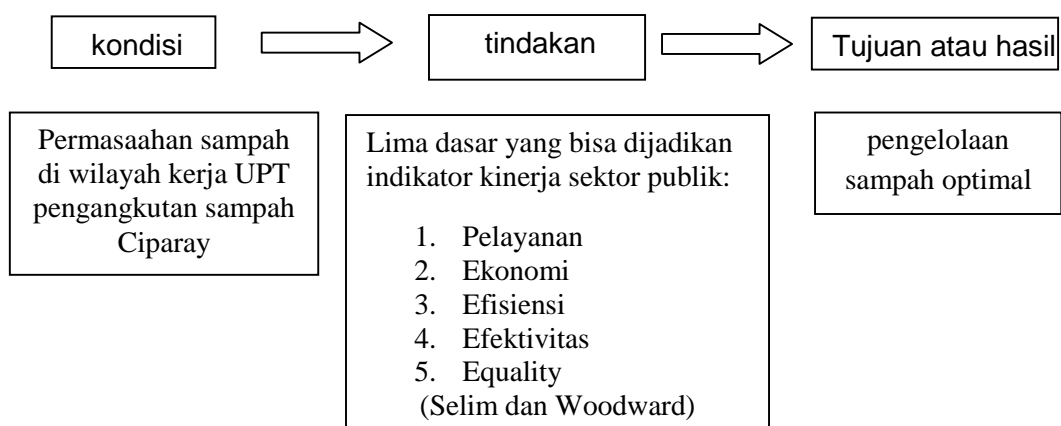 kondisi
tindakan
Tujuan atau hasil
Permasaahan sampah
di wilayah kerja UPT
pengangkutan sampah
Ciparay
Lima dasar yang bisa dijadikan
indikator kinerja sektor publik:
1. Pelayanan
2. Ekonomi
3. Efisiensi
4. Efektivitas
5. Equality
(Selim dan Woodward)
pengelolaan
sampah optimal